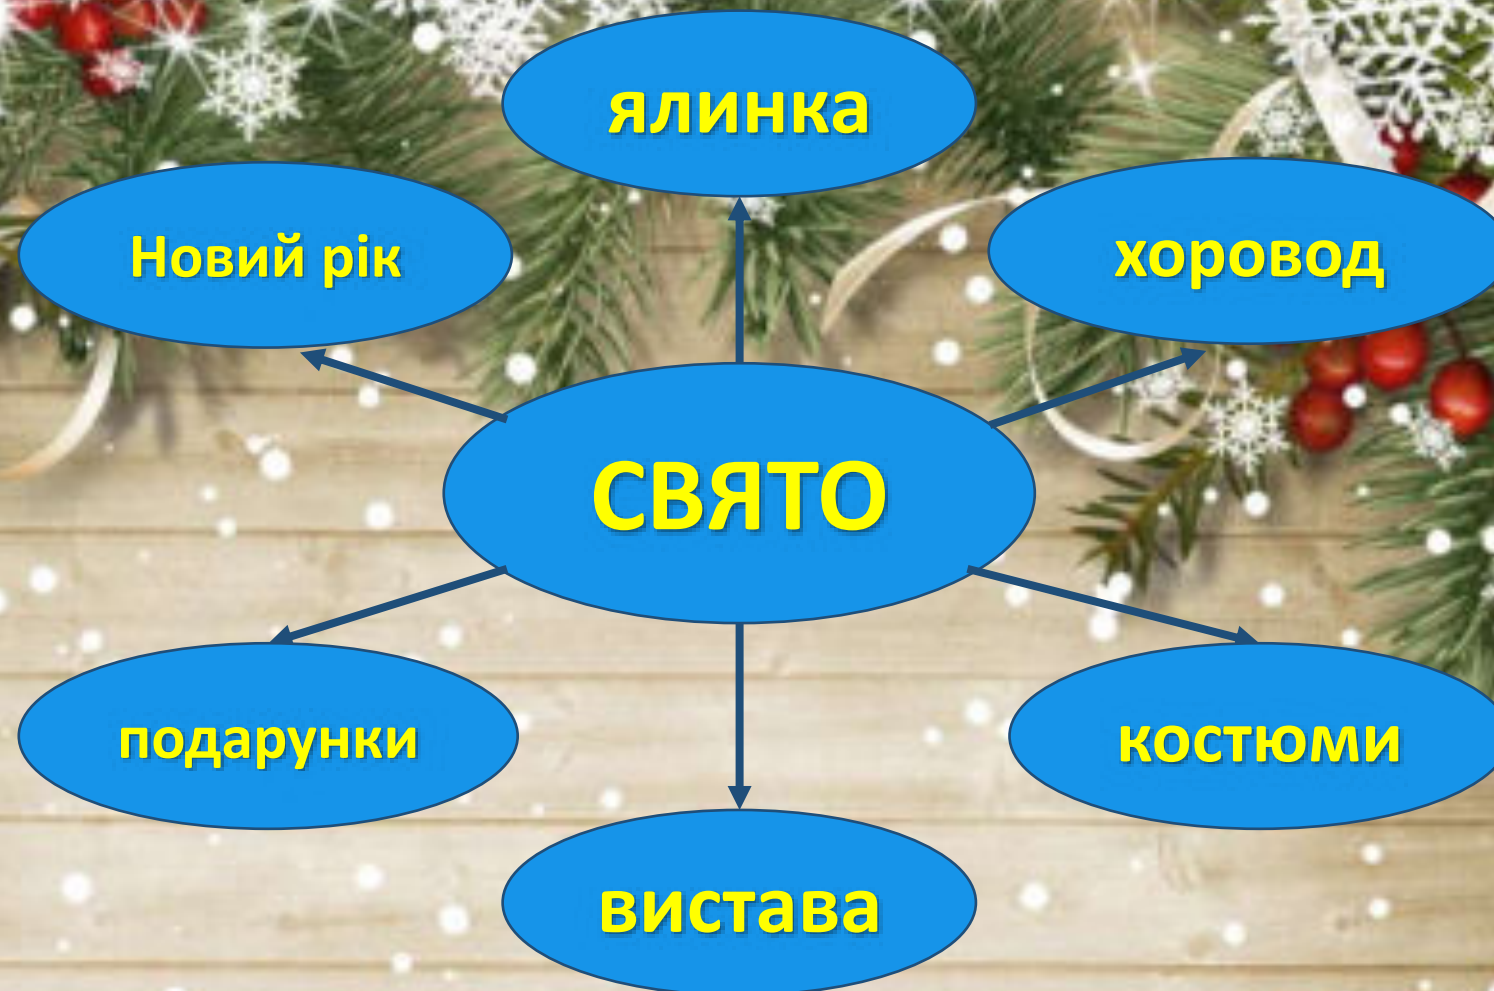 ялинка
Новий рік
хоровод
СВЯТО
подарунки
костюми
вистава